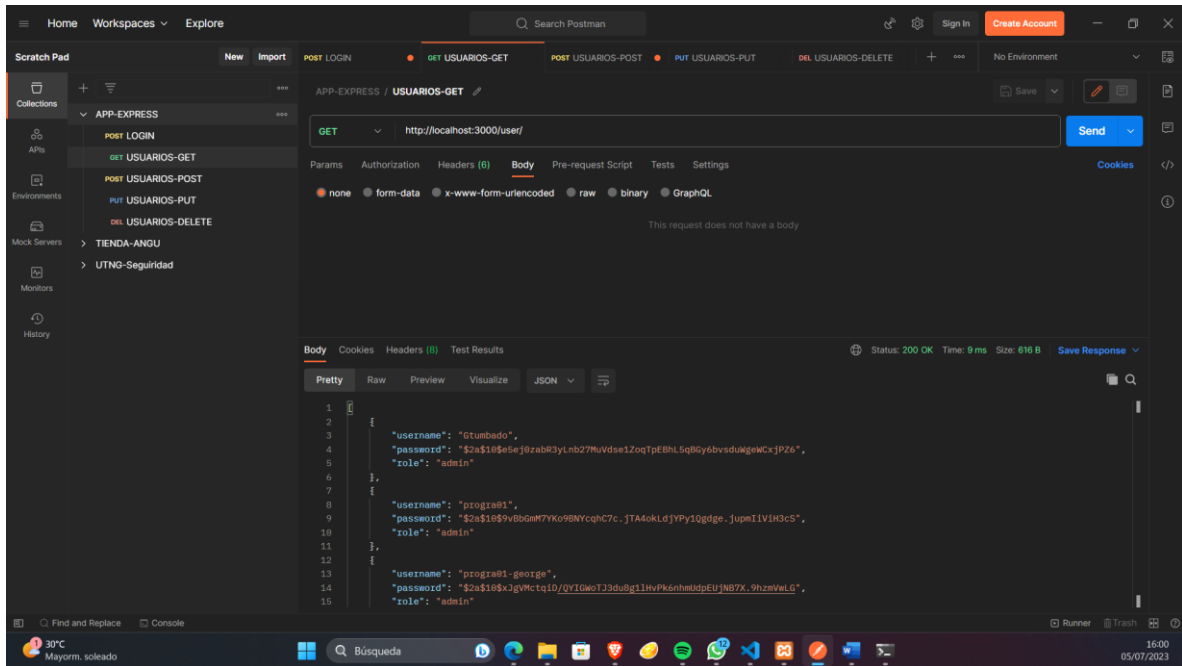 Home Workspaces Explore Search Postman Sign In Create Account
Scratch Pad New Import POST LOGIN GET USUARIOS-GET POST USUARIOS-POST PUT USUARIOS-PUT DEL USUARIOS-DELETE No Environment
Collections
APIs
Environments
Mock Servers
Monitors
History
APP-EXPRESS
POST LOGIN
GET USUARIOS-GET
POST USUARIOS-POST
PUT USUARIOS-PUT
DEL USUARIOS-DELETE
TIENDA-ANGU
UTNG-Seguiridad
APP-EXPRESS / USUARIOS-GET Save
GET http://localhost:3000/user/ Send
Params Authorization Headers (6) Body Pre-request Script Tests Settings Cookies
none form-data x-www-form-urlencoded raw binary GraphQL
This request does not have a body
Body Cookies Headers (8) Test Results Status: 200 OK Time: 9 ms Size: 616 B Save Response
Pretty Raw Preview Visualize JSON
1 [
2 {
3 "username": "Gtumbado",
4 "password": "$2a$10$e5ej0zabR3yLnb27MuVdse1ZoqTpEBhL5qBGy6bvsduWgeWCxjPZ6",
5 "role": "admin"
6 },
7 {
8 "username": "progra01",
9 "password": "$2a$10$9vBbGmM7YKo9BNYcqhC7c.jTA4okLdjYPy1Qgdge.jupmIiViH3cS",
10 "role": "admin"
11 },
12 {
13 "username": "progra01-george",
14 "password": "$2a$10$xJgVMctqiD/QYIGWoTJ3du8g1lHvPk6nhmUdpEUjNB7X.9hzmVwLG",
15 "role": "admin"
Find and Replace Console Runner Trash
1 30°C
Mayorm. soleado
Búsqueda
12
16:00
05/07/2023